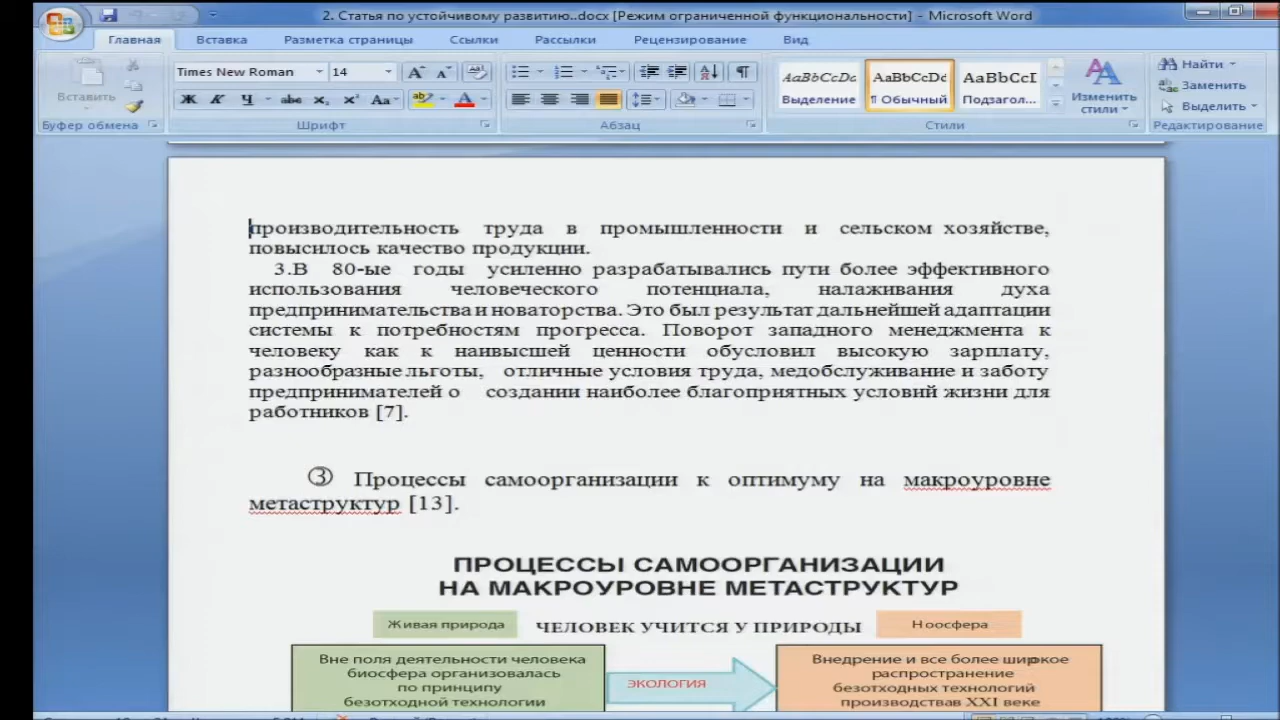 2. Статья по устойчивому развитию..docx [Режим ограниченной функциональности] - Microsoft Word
Главная Вставка Разметка страницы Ссылки Рассылки Рецензирование Вид
Вставить
Буфер обмена
Times New Roman 14
Ж К Ч abc x₂ x² Aa
Шрифт
Абзац
AaBbCcDc AaBbCcDc AaBbCcI
Выделение ¶ Обычный Подзагол...
Изменить стили
Стили
Найти
Заменить
Выделить
Редактирование
производительность труда в промышленности и сельском хозяйстве,
повысилось качество продукции.
3.В 80-ые годы усиленно разрабатывались пути более эффективного
использования человеческого потенциала, налаживания духа
предпринимательства и новаторства. Это был результат дальнейшей адаптации
системы к потребностям прогресса. Поворот западного менеджмента к
человеку как к наивысшей ценности обусловил высокую зарплату,
разнообразные льготы, отличные условия труда, медобслуживание и заботу
предпринимателей о создании наиболее благоприятных условий жизни для
работников [7].
③ Процессы самоорганизации к оптимуму на макроуровне
метаструктур [13].
ПРОЦЕССЫ САМООРГАНИЗАЦИИ
НА МАКРОУРОВНЕ МЕТАСТРУКТУР
Живая природа ЧЕЛОВЕК УЧИТСЯ У ПРИРОДЫ Ноосфера
Вне поля деятельности человека
биосфера организовалась
по принципу
безотходной технологии
ЭКОЛОГИЯ
Внедрение и все более широкое
распространение
безотходных технологий
производствав XXI веке